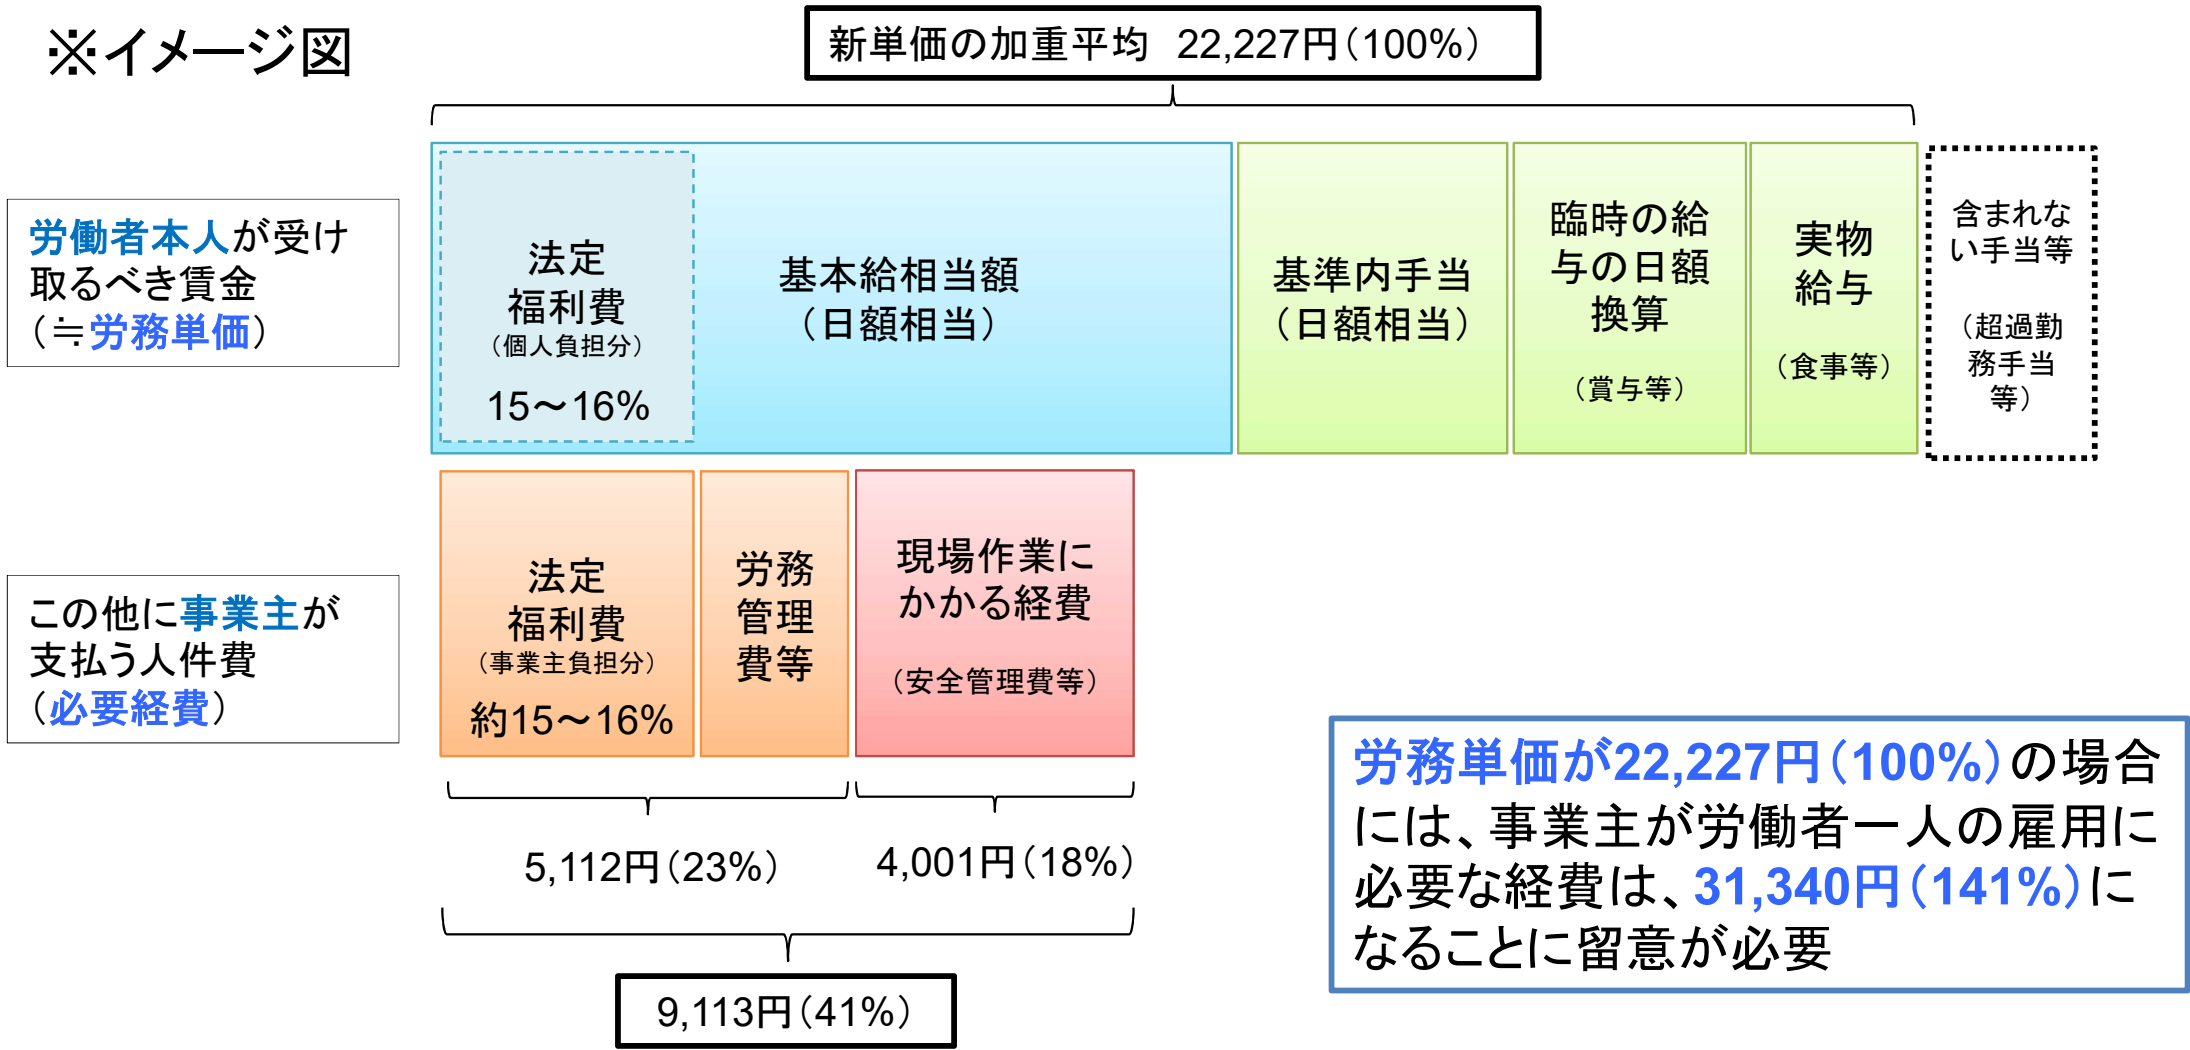 ※イメージ図
新単価の加重平均　22,227円（100%）
労働者本人が受け
取るべき賃金
（≒労務単価）
法定
福利費
（個人負担分）
15～16%
基本給相当額
（日額相当）
基準内手当
（日額相当）
臨時の給
与の日額
換算
（賞与等）
実物
給与
（食事等）
含まれな
い手当等
（超過勤
務手当
等）
この他に事業主が
支払う人件費
（必要経費）
法定
福利費
（事業主負担分）
約15～16%
労務
管理
費等
現場作業に
かかる経費
（安全管理費等）
5,112円（23%）
4,001円（18%）
9,113円（41%）
労務単価が22,227円（100%）の場合
には、事業主が労働者一人の雇用に
必要な経費は、31,340円（141%）に
なることに留意が必要